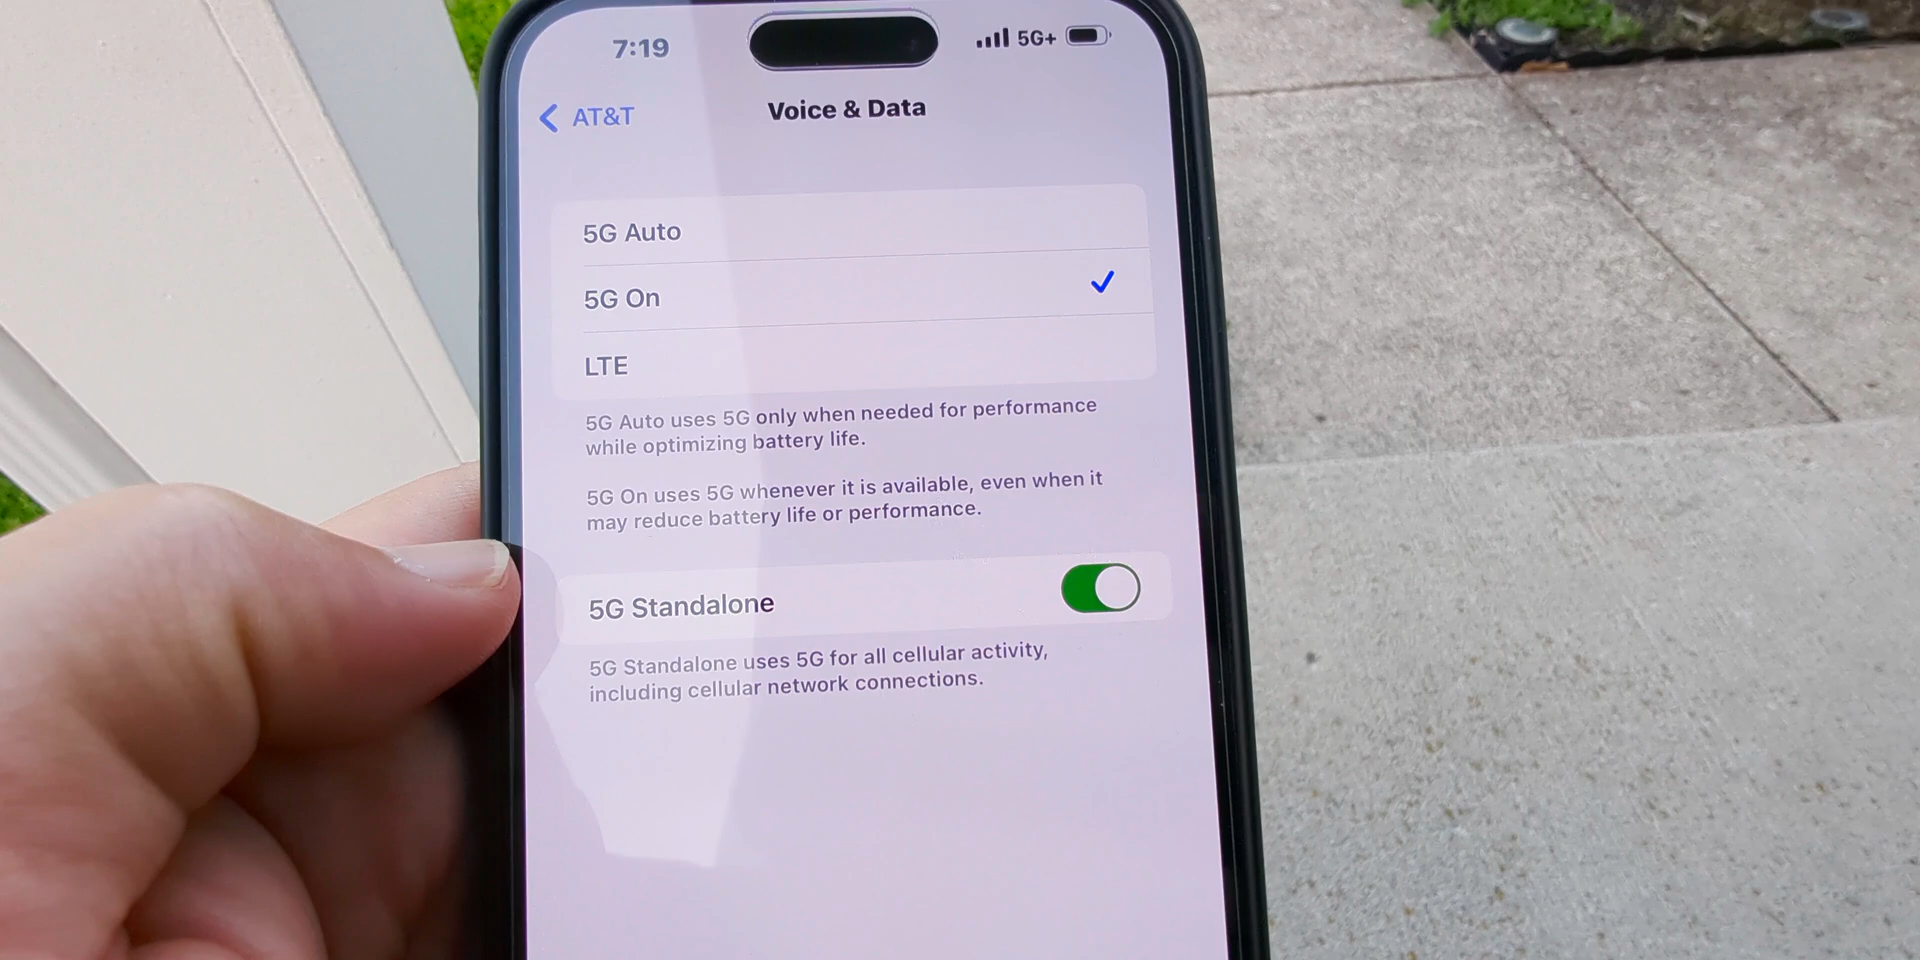 7:19
5G+
AT&T
Voice & Data
5G Auto
5G On
LTE
5G Auto uses 5G only when needed for performance
while optimizing battery life.
5G On uses 5G whenever it is available, even when it
may reduce battery life or performance.
5G Standalone
5G Standalone uses 5G for all cellular activity,
including cellular network connections.